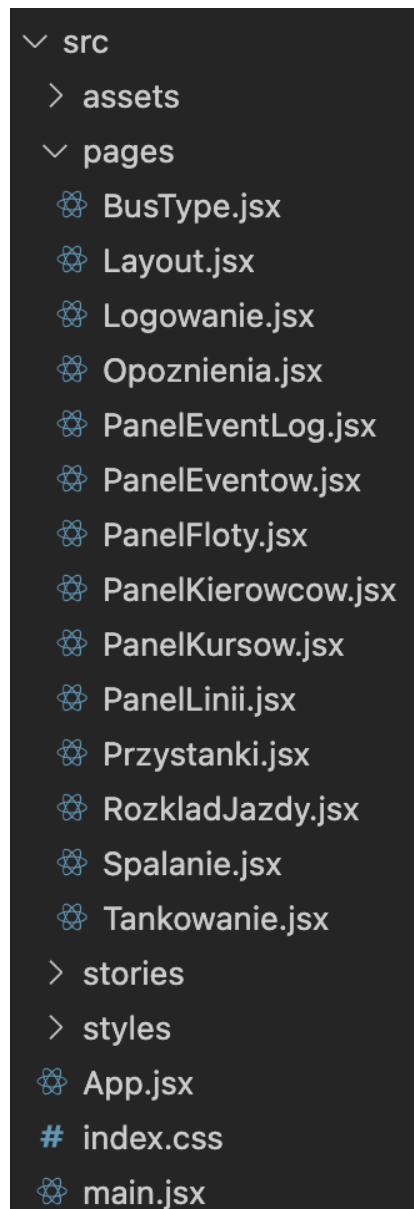 src
assets
pages
BusType.jsx
Layout.jsx
Logowanie.jsx
Opoznienia.jsx
PanelEventLog.jsx
PanelEventow.jsx
PanelFloty.jsx
PanelKierowcow.jsx
PanelKursow.jsx
PanelLinii.jsx
Przystanki.jsx
RozkladJazdy.jsx
Spalanie.jsx
Tankowanie.jsx
stories
styles
App.jsx
# index.css
main.jsx